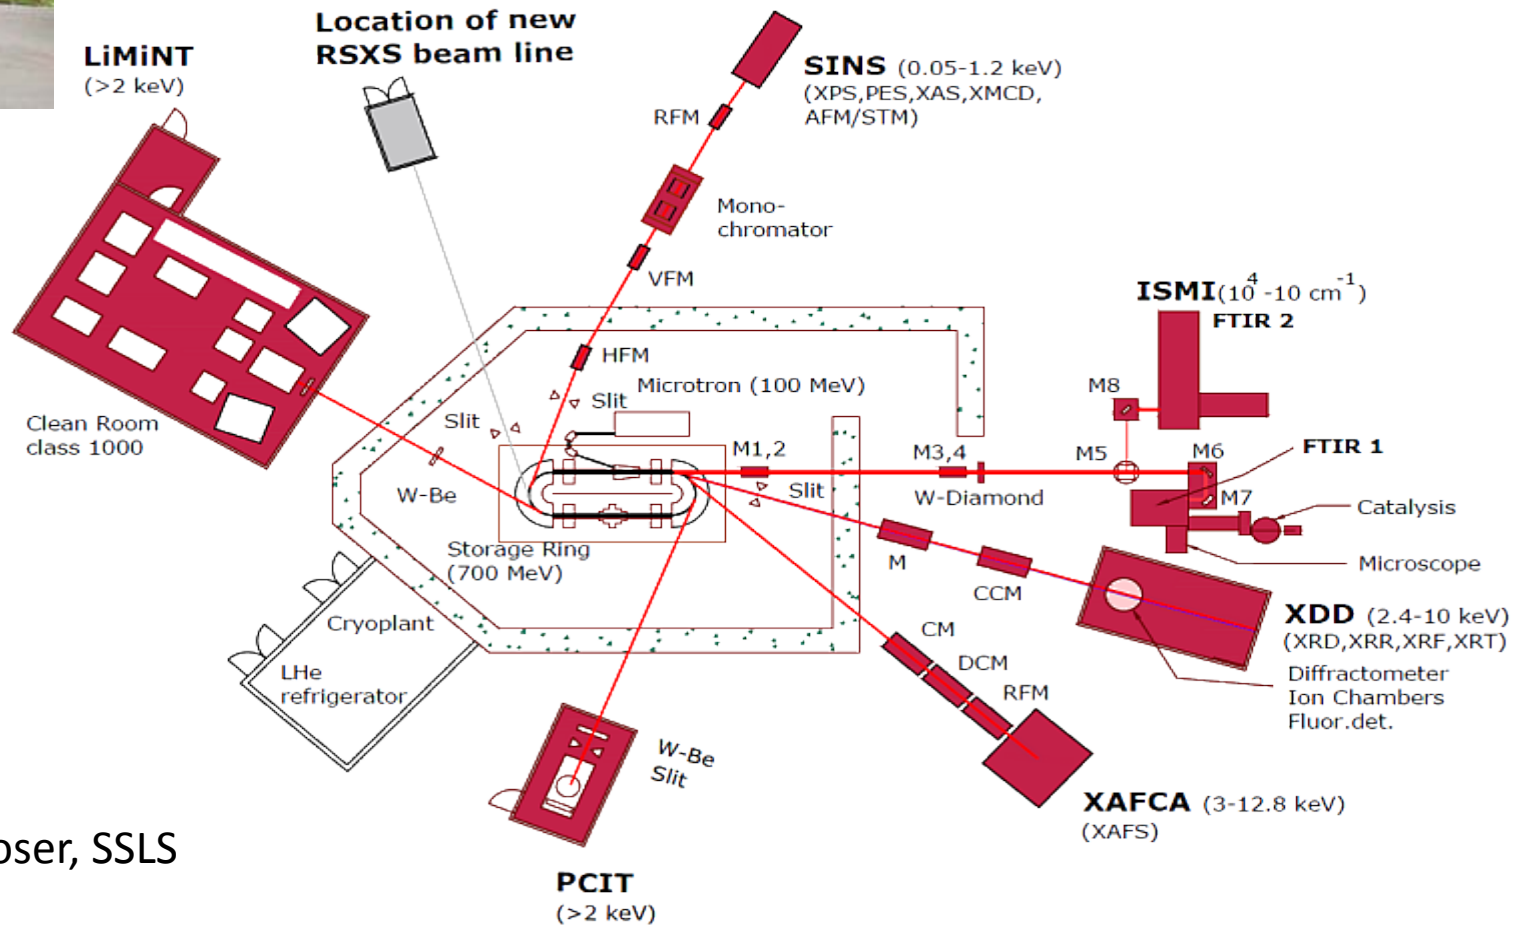 Location of new
RSXS beam line
LiMiNT
(>2 keV)
SINS (0.05-1.2 keV)
(XPS,PES,XAS,XMCD,
AFM/STM)
RFM
Mono-
chromator
VFM
ISMI(10^4-10 cm^-1)
FTIR 2
HFM
Microtron (100 MeV)
M8
Slit
Slit
Clean Room
class 1000
M1,2
M3,4
M5
M6
FTIR 1
W-Be
Slit
W-Diamond
M7
Catalysis
Storage Ring
(700 MeV)
M
Microscope
CCM
XDD (2.4-10 keV)
(XRD,XRR,XRF,XRT)
Cryoplant
CM
DCM
RFM
LHe
refrigerator
Diffractometer
Ion Chambers
Fluor.det.
W-Be
Slit
XAFCA (3-12.8 keV)
(XAFS)
oser, SSLS
PCIT
(>2 keV)